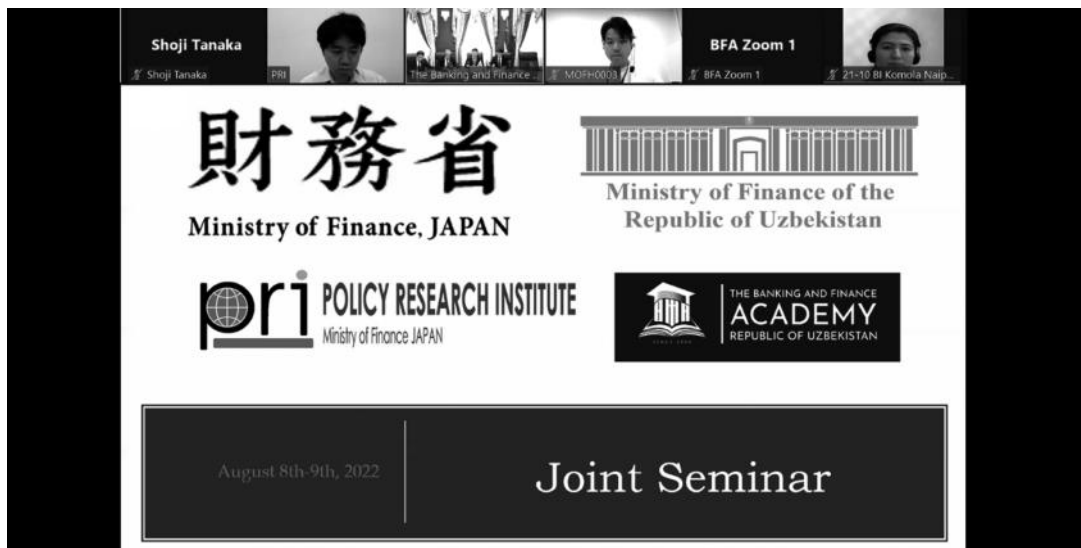 Shoji Tanaka
Shoji Tanaka
PRI
The Banking and Finance ...
MOFH0003
BFA Zoom 1
BFA Zoom 1
21-10 BI Komola Naip...
財務省
Ministry of Finance, JAPAN
Ministry of Finance of the
Republic of Uzbekistan
pri
POLICY RESEARCH INSTITUTE
Ministry of Finance JAPAN
THE BANKING AND FINANCE
ACADEMY
REPUBLIC OF UZBEKISTAN
August 8th-9th, 2022
Joint Seminar